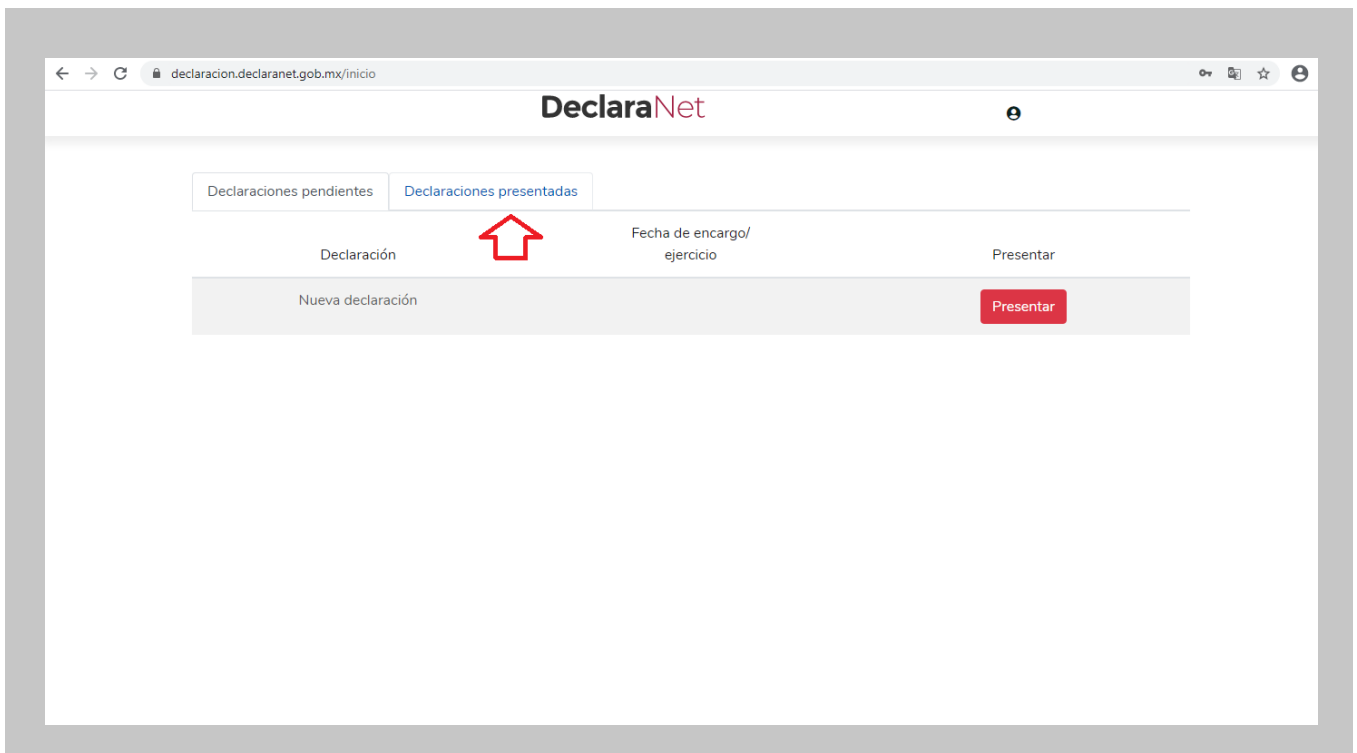 declaracion.declaranet.gob.mx/inicio
DeclaraNet
Declaraciones pendientes Declaraciones presentadas
Declaración Fecha de encargo/ ejercicio Presentar
Nueva declaración Presentar